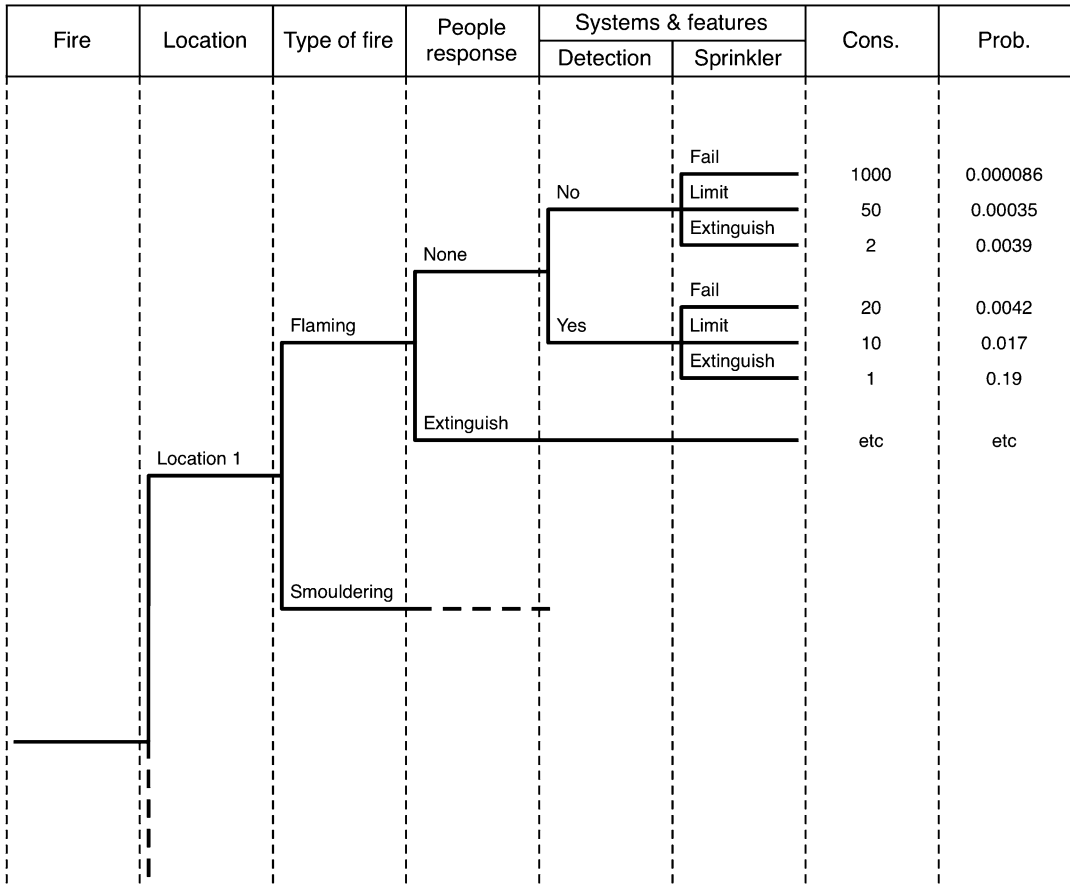 Fire
Location
Type of fire
People
response
Systems & features
Detection
Sprinkler
Cons.
Prob.
Fail
1000 0.000086
No
Limit
50 0.00035
Extinguish
2 0.0039
None
Fail
20 0.0042
Flaming
Yes
Limit
10 0.017
Extinguish
1 0.19
Extinguish
etc etc
Location 1
Smouldering